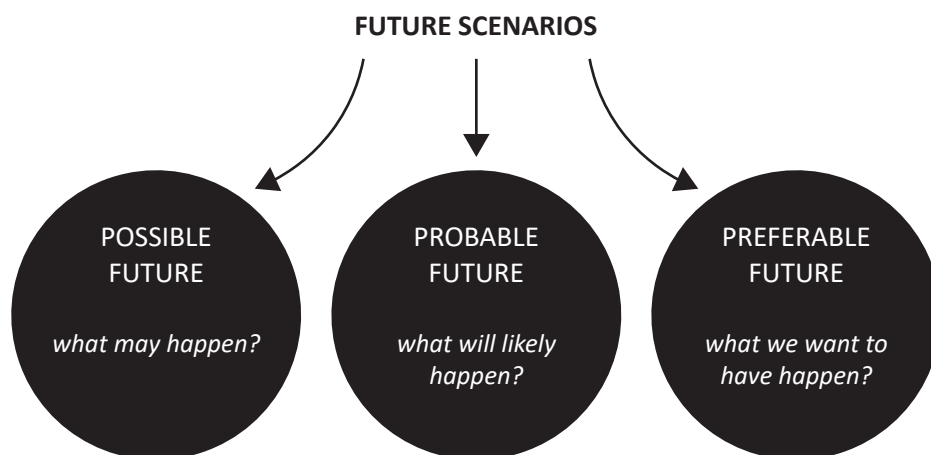 FUTURE SCENARIOS
POSSIBLE
FUTURE
what may happen?
PROBABLE
FUTURE
what will likely
happen?
PREFERABLE
FUTURE
what we want to
have happen?